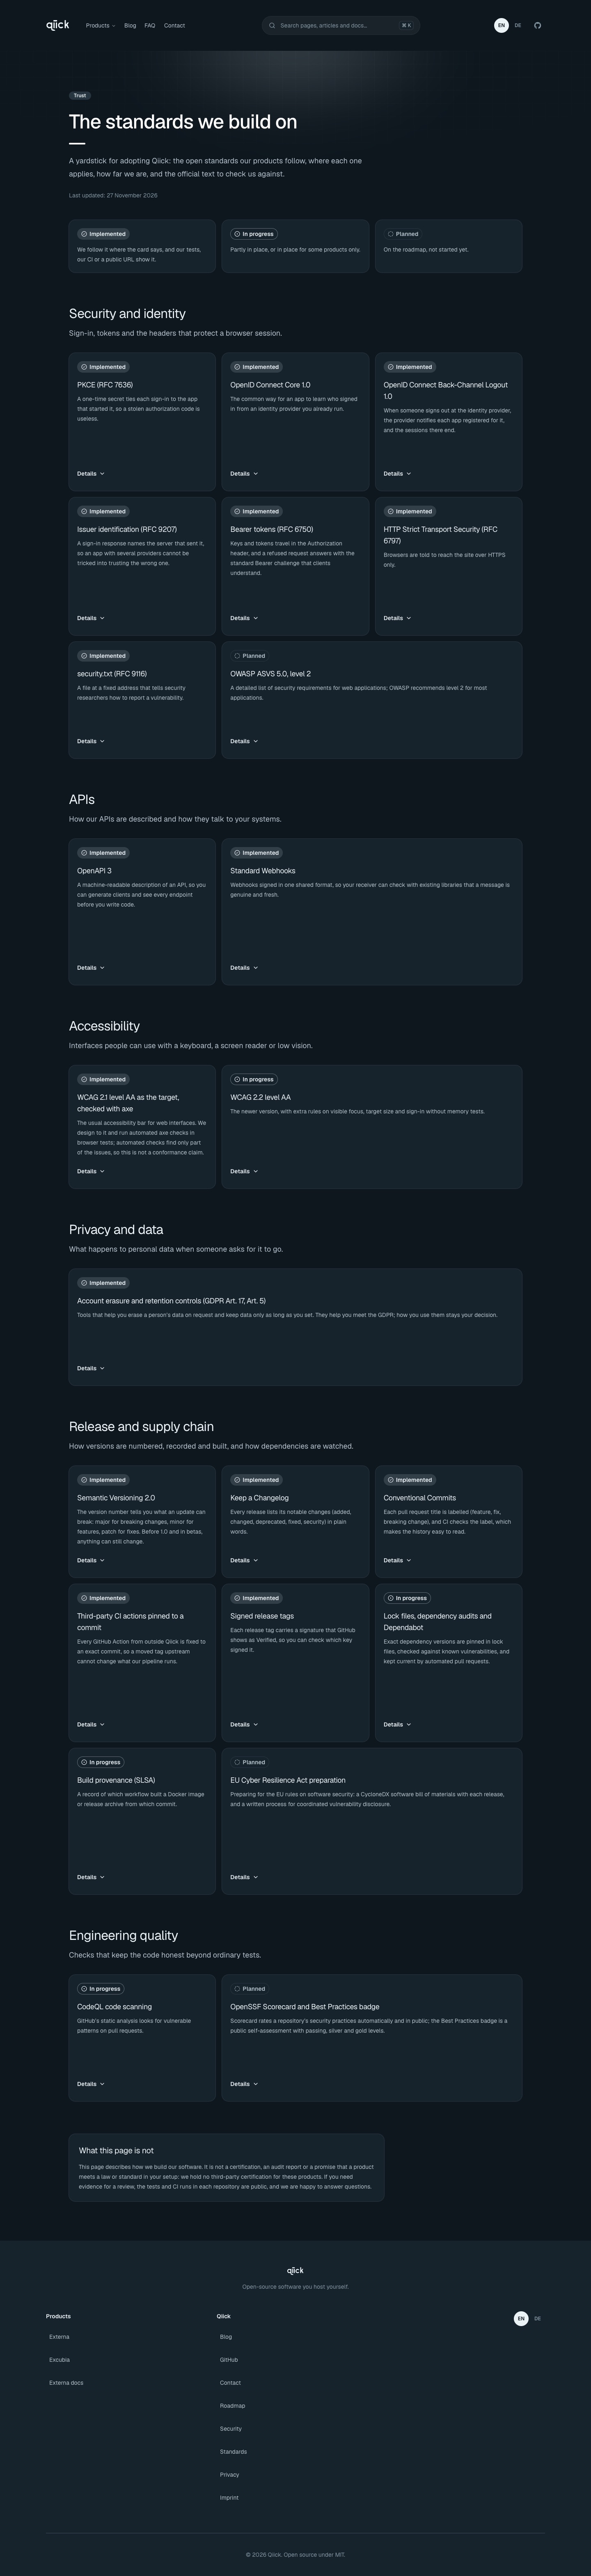 qiick
Products
Blog
FAQ
Contact
Search pages, articles and docs...
⌘ K
EN
DE
Trust
The standards we build on
A yardstick for adopting Qiick: the open standards our products follow, where each one
applies, how far we are, and the official text to check us against.
Last updated: 27 November 2026
Implemented
We follow it where the card says, and our tests,
our CI or a public URL show it.
In progress
Partly in place, or in place for some products only.
Planned
On the roadmap, not started yet.
Security and identity
Sign-in, tokens and the headers that protect a browser session.
Implemented
PKCE (RFC 7636)
A one-time secret ties each sign-in to the app
that started it, so a stolen authorization code is
useless.
Details
Implemented
OpenID Connect Core 1.0
The common way for an app to learn who signed
in from an identity provider you already run.
Details
Implemented
OpenID Connect Back-Channel Logout
1.0
When someone signs out at the identity provider,
the provider notifies each app registered for it,
and the sessions there end.
Details
Implemented
Issuer identification (RFC 9207)
A sign-in response names the server that sent it,
so an app with several providers cannot be
tricked into trusting the wrong one.
Details
Implemented
Bearer tokens (RFC 6750)
Keys and tokens travel in the Authorization
header, and a refused request answers with the
standard Bearer challenge that clients
understand.
Details
Implemented
HTTP Strict Transport Security (RFC
6797)
Browsers are told to reach the site over HTTPS
only.
Details
Implemented
security.txt (RFC 9116)
A file at a fixed address that tells security
researchers how to report a vulnerability.
Details
Planned
OWASP ASVS 5.0, level 2
A detailed list of security requirements for web applications; OWASP recommends level 2 for most
applications.
Details
APIs
How our APIs are described and how they talk to your systems.
Implemented
OpenAPI 3
A machine-readable description of an API, so you
can generate clients and see every endpoint
before you write code.
Details
Implemented
Standard Webhooks
Webhooks signed in one shared format, so your receiver can check with existing libraries that a message is
genuine and fresh.
Details
Accessibility
Interfaces people can use with a keyboard, a screen reader or low vision.
Implemented
WCAG 2.1 level AA as the target,
checked with axe
The usual accessibility bar for web interfaces. We
design to it and run automated axe checks in
browser tests; automated checks find only part
of the issues, so this is not a conformance claim.
Details
In progress
WCAG 2.2 level AA
The newer version, with extra rules on visible focus, target size and sign-in without memory tests.
Details
Privacy and data
What happens to personal data when someone asks for it to go.
Implemented
Account erasure and retention controls (GDPR Art. 17, Art. 5)
Tools that help you erase a person's data on request and keep data only as long as you set. They help you meet the GDPR; how you use them stays your decision.
Details
Release and supply chain
How versions are numbered, recorded and built, and how dependencies are watched.
Implemented
Semantic Versioning 2.0
The version number tells you what an update can
break: major for breaking changes, minor for
features, patch for fixes. Before 1.0 and in betas,
anything can still change.
Details
Implemented
Keep a Changelog
Every release lists its notable changes (added,
changed, deprecated, fixed, security) in plain
words.
Details
Implemented
Conventional Commits
Each pull request title is labelled (feature, fix,
breaking change), and CI checks the label, which
makes the history easy to read.
Details
Implemented
Third-party CI actions pinned to a
commit
Every GitHub Action from outside Qiick is fixed to
an exact commit, so a moved tag upstream
cannot change what our pipeline runs.
Details
Implemented
Signed release tags
Each release tag carries a signature that GitHub
shows as Verified, so you can check which key
signed it.
Details
In progress
Lock files, dependency audits and
Dependabot
Exact dependency versions are pinned in lock
files, checked against known vulnerabilities, and
kept current by automated pull requests.
Details
In progress
Build provenance (SLSA)
A record of which workflow built a Docker image
or release archive from which commit.
Details
Planned
EU Cyber Resilience Act preparation
Preparing for the EU rules on software security: a CycloneDX software bill of materials with each release,
and a written process for coordinated vulnerability disclosure.
Details
Engineering quality
Checks that keep the code honest beyond ordinary tests.
In progress
CodeQL code scanning
GitHub's static analysis looks for vulnerable
patterns on pull requests.
Details
Planned
OpenSSF Scorecard and Best Practices badge
Scorecard rates a repository's security practices automatically and in public; the Best Practices badge is a
public self-assessment with passing, silver and gold levels.
Details
What this page is not
This page describes how we build our software. It is not a certification, an audit report or a promise that a product
meets a law or standard in your setup: we hold no third-party certification for these products. If you need
evidence for a review, the tests and CI runs in each repository are public, and we are happy to answer questions.
qiick
Open-source software you host yourself.
Products
Externa
Excubia
Externa docs
Qiick
Blog
GitHub
Contact
Roadmap
Security
Standards
Privacy
Imprint
EN
DE
© 2026 Qiick. Open source under MIT.